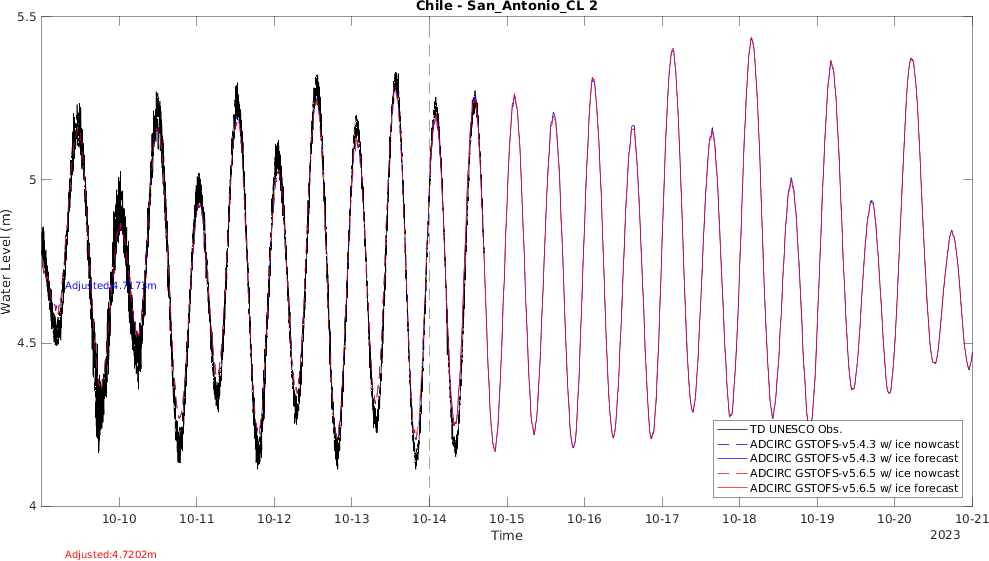 Chile - San_Antonio_CL 2
5.5
5
4.5
4
Water Level (m)
Adjusted:4.7173m
TD UNESCO Obs.
ADCIRC GSTOFS-v5.4.3 w/ ice nowcast
ADCIRC GSTOFS-v5.4.3 w/ ice forecast
ADCIRC GSTOFS-v5.6.5 w/ ice nowcast
ADCIRC GSTOFS-v5.6.5 w/ ice forecast
10-10 10-11 10-12 10-13 10-14 10-15 10-16 10-17 10-18 10-19 10-20 10-21
Time
2023
Adjusted:4.7202m